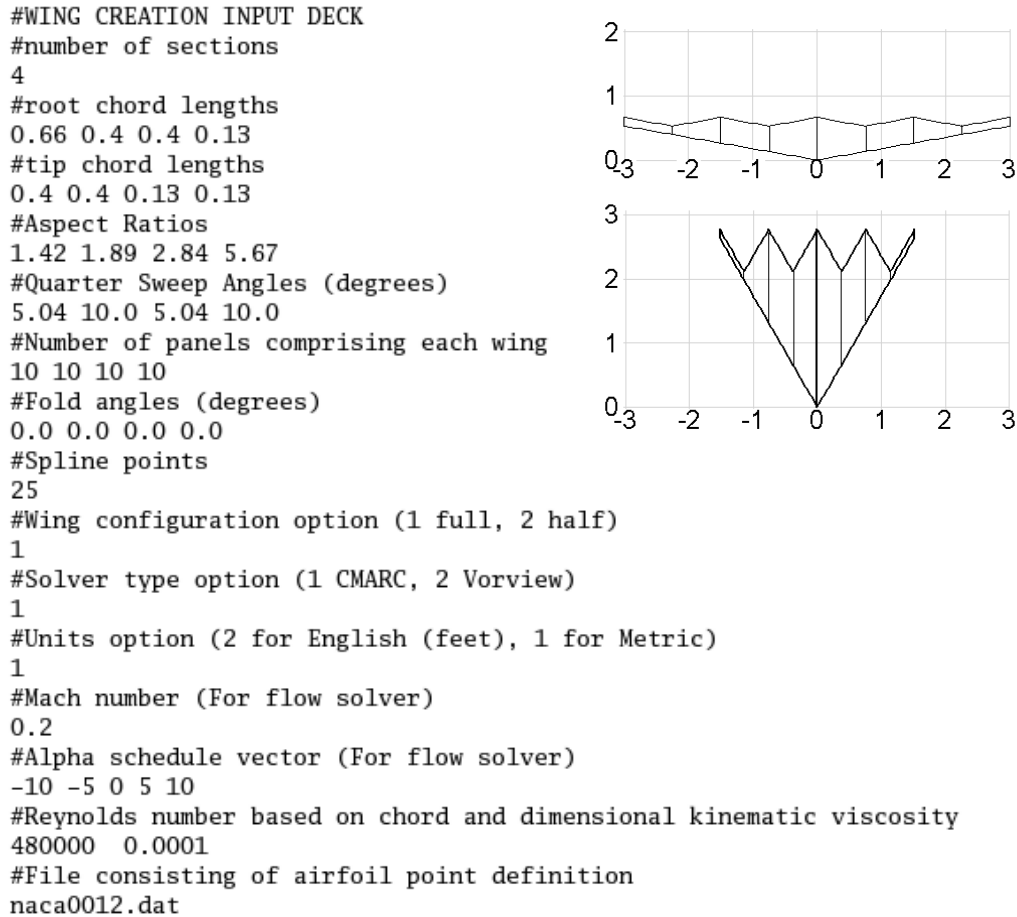 #WING CREATION INPUT DECK
#number of sections
4
#root chord lengths
0.66 0.4 0.4 0.13
#tip chord lengths
0.4 0.4 0.13 0.13
#Aspect Ratios
1.42 1.89 2.84 5.67
#Quarter Sweep Angles (degrees)
5.04 10.0 5.04 10.0
#Number of panels comprising each wing
10 10 10 10
#Fold angles (degrees)
0.0 0.0 0.0 0.0
#Spline points
25
#Wing configuration option (1 full, 2 half)
1
#Solver type option (1 CMARC, 2 Vorview)
1
#Units option (2 for English (feet), 1 for Metric)
1
#Mach number (For flow solver)
0.2
#Alpha schedule vector (For flow solver)
-10 -5 0 5 10
#Reynolds number based on chord and dimensional kinematic viscosity
480000 0.0001
#File consisting of airfoil point definition
naca0012.dat
2
1
0
-3 -2 -1 0 1 2 3
3
2
1
0
-3 -2 -1 0 1 2 3